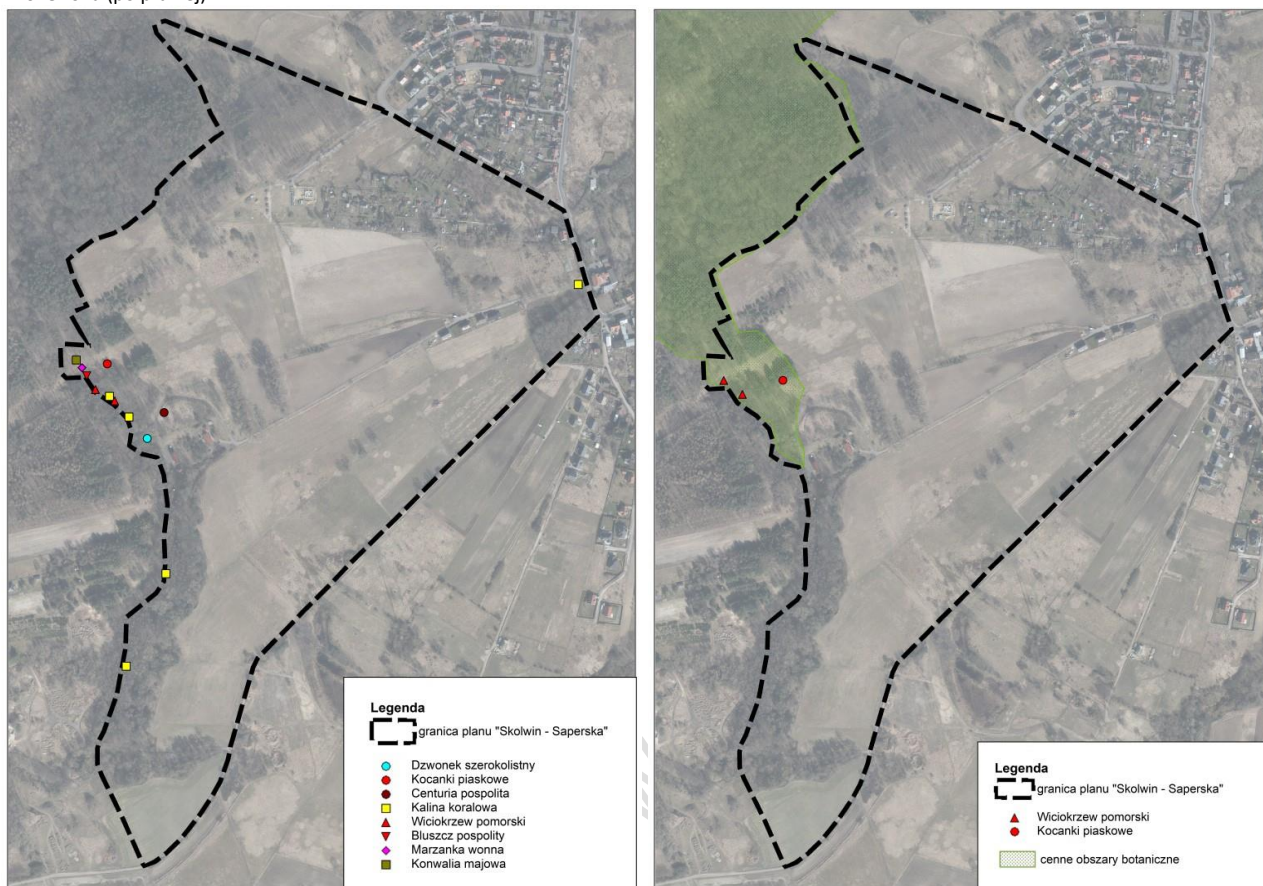 (po prawej)
Legenda
granica planu "Skolwin - Saperska"
Dzwonek szerokolistny
Kocanki piaskowe
Centuria pospolita
Kalina koralowa
Wiciokrzew pomorski
Bluszcz pospolity
Marzanka wonna
Konwalia majowa
Legenda
granica planu "Skolwin - Saperska"
Wiciokrzew pomorski
Kocanki piaskowe
cenne obszary botaniczne